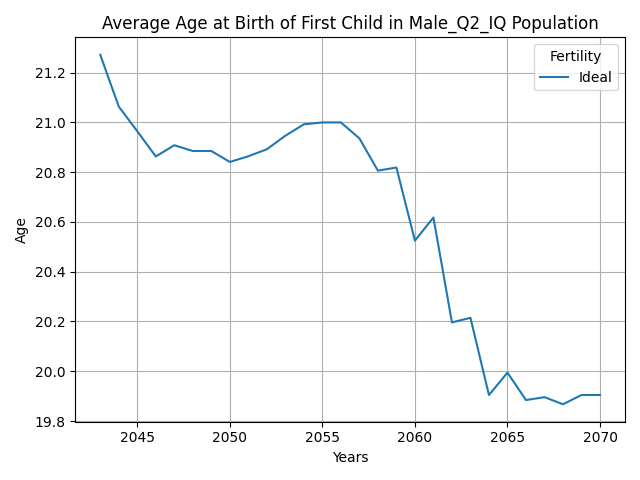 Average Age at Birth of First Child in Male_Q2_IQ Population
Fertility
Ideal
Age
21.2
21.0
20.8
20.6
20.4
20.2
20.0
19.8
2045 2050 2055 2060 2065 2070
Years